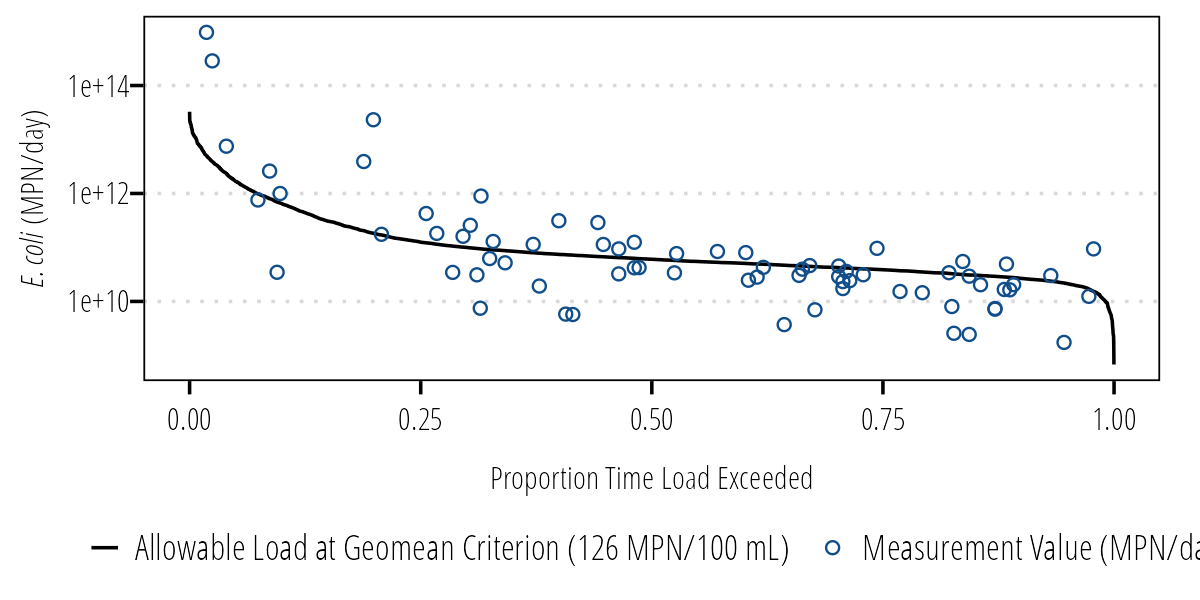 E. coli (MPN/day)
1e+14
1e+12
1e+10
0.00 0.25 0.50 0.75 1.00
Proportion Time Load Exceeded
Allowable Load at Geomean Criterion (126 MPN/100 mL) Measurement Value (MPN/da